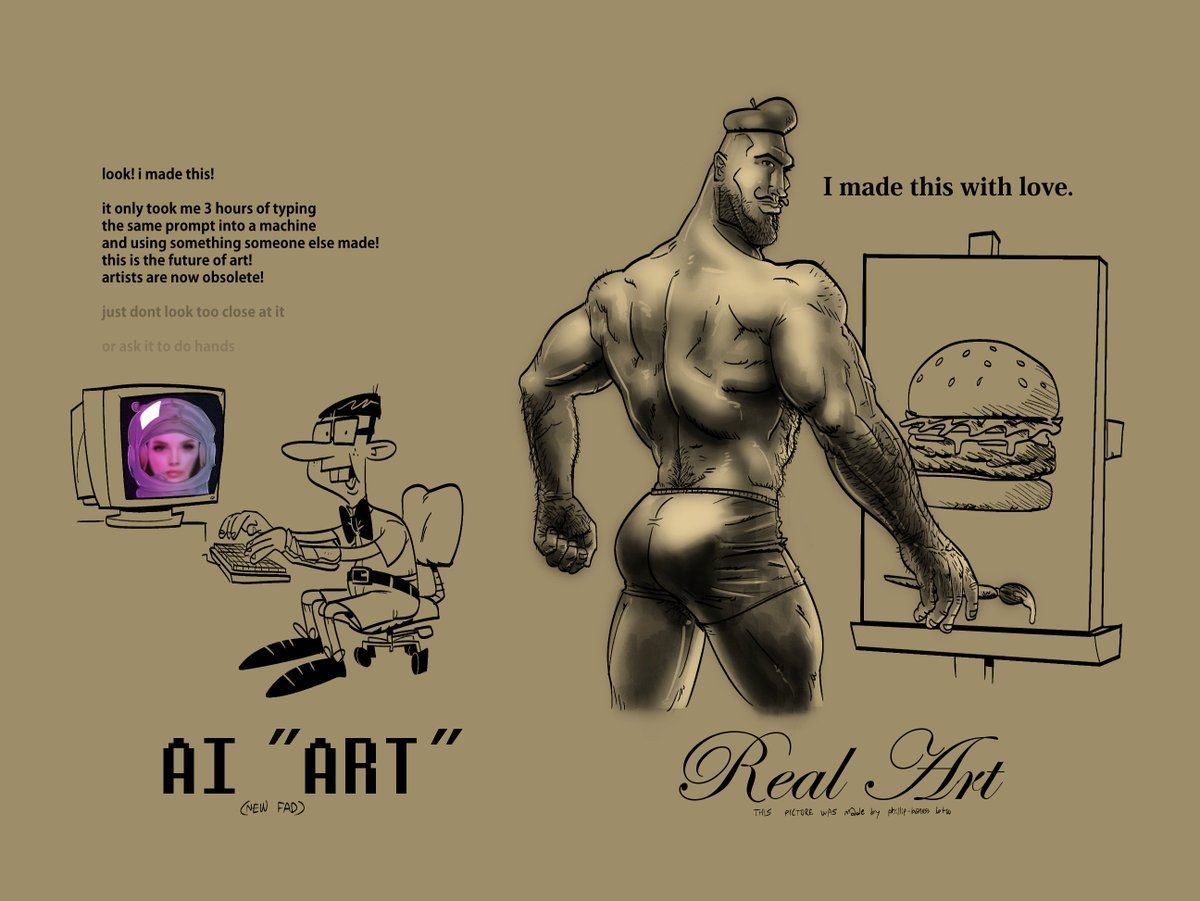 look! i made this!
it only took me 3 hours of typing
the same prompt into a machine
and using something someone else made!
this is the future of art!
artists are now obsolete!
just dont look too close at it
or ask it to do hands
I made this with love.
AI "ART"
(NEW FAD)
Real Art
THIS PICTURE WAS made by phillip-banks